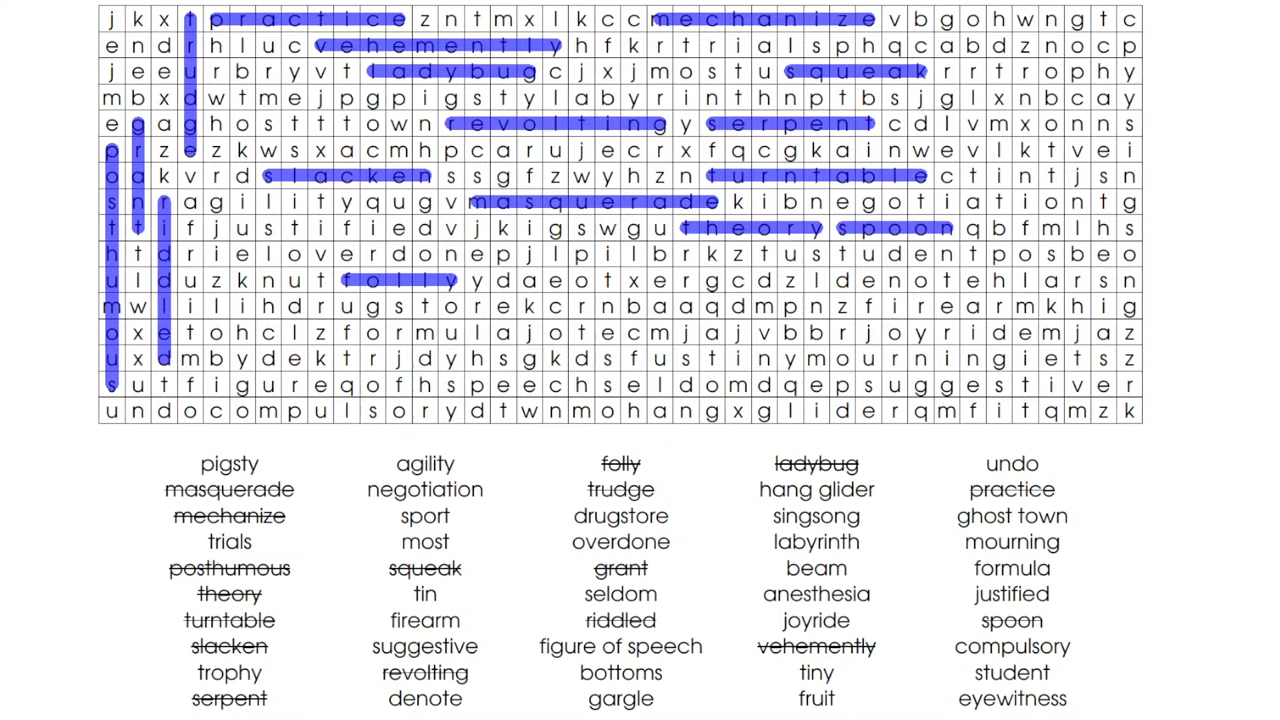 j k x t p r a c t i c e z n t m x l k c c m e c h a n i z e v b g o h w n g t c
e n d r h l u c v e h e m e n t l y h f k r t r i a l s p h q c a b d z n o c p
j e e u r b r y v t l a d y b u g c j x j m o s t u s q u e a k r r t r o p h y
m b x d w t m e j p g p i g s t y l a b y r i n t h n p t b s j g l x n b c a y
e g a g h o s t t t o w n r e v o l t i n g y s e r p e n t c d l v m x o n n s
p r z e z k w s x a c m h p c a r u j e c r x f q c g k a i n w e v l k t v e i
o a k v r d s l a c k e n s s g f z w y h z n t u r n t a b l e c t i n t j s n
s n r a g i l i t y q u g v m a s q u e r a d e k i b n e g o t i a t i o n t g
t t i f j u s t i f i e d v j k i g s w g u t h e o r y s p o o n q b f m l h s
h t d r i e l o v e r d o n e p j l p i l b r k z t u s t u d e n t p o s b e o
u l d u z k n u t f o l l y y d a e o t x e r g c d z l d e n o t e h l a r s n
m w l i l i h d r u g s t o r e k c r n b a a q d m p n z f i r e a r m k h i g
o x e t o h c l z f o r m u l a j o t e c m j a j v b b r j o y r i d e m j a z
u x d m b y d e k t r j d y h s g k d s f u s t i n y m o u r n i n g i e t s z
s u t f i g u r e q o f h s p e e c h s e l d o m d q e p s u g g e s t i v e r
u n d o c o m p u l s o r y d t w n m o h a n g x g l i d e r q m f i t q m z k
pigsty agility folly ladybug undo
masquerade negotiation trudge hang glider practice
mechanize sport drugstore singsong ghost town
trials most overdone labyrinth mourning
posthumous squeak grant beam formula
theory tin seldom anesthesia justified
turntable firearm riddled joyride spoon
slacken suggestive figure of speech vehemently compulsory
trophy revolting bottoms tiny student
serpent denote gargle fruit eyewitness